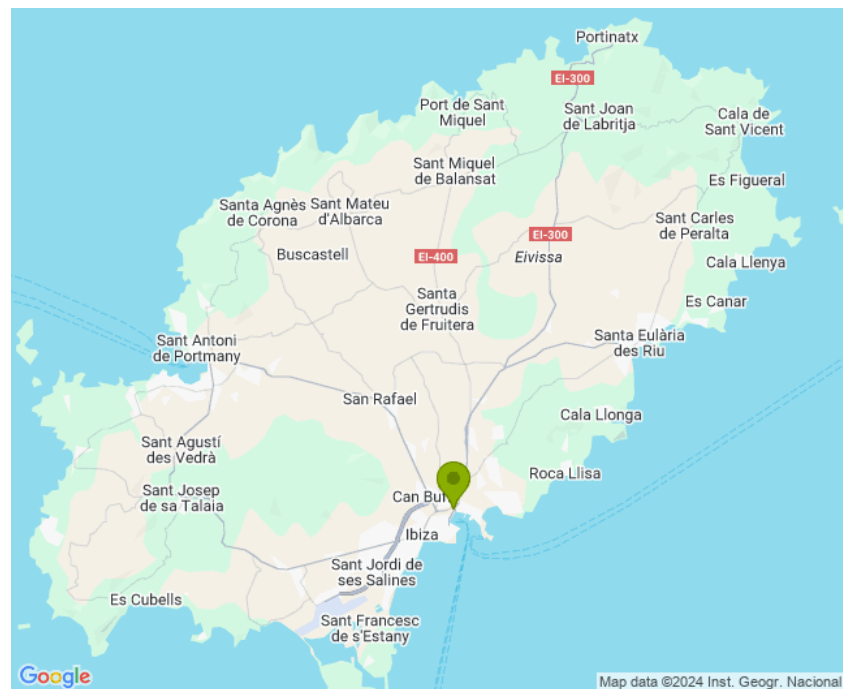 Portinatx
EI-300
Port de Sant
Miquel
Sant Joan
de Labritja
Cala de
Sant Vicent
Sant Miquel
de Balansat
Es Figueral
Santa Agnès
de Corona
Sant Mateu
d'Albarca
Sant Carles
de Peralta
EI-300
Buscastell
EI-400
Eivissa
Cala Llenya
Santa
Gertrudis
de Fruitera
Es Canar
Sant Antoni
de Portmany
Santa Eulària
des Riu
San Rafael
Cala Llonga
Sant Agustí
des Vedrà
Roca Llisa
Sant Josep
de sa Talaia
Can Buf
Ibiza
Sant Jordi de
ses Salines
Es Cubells
Sant Francesc
de s'Estany
Google
Map data ©2024 Inst. Geogr. Nacional